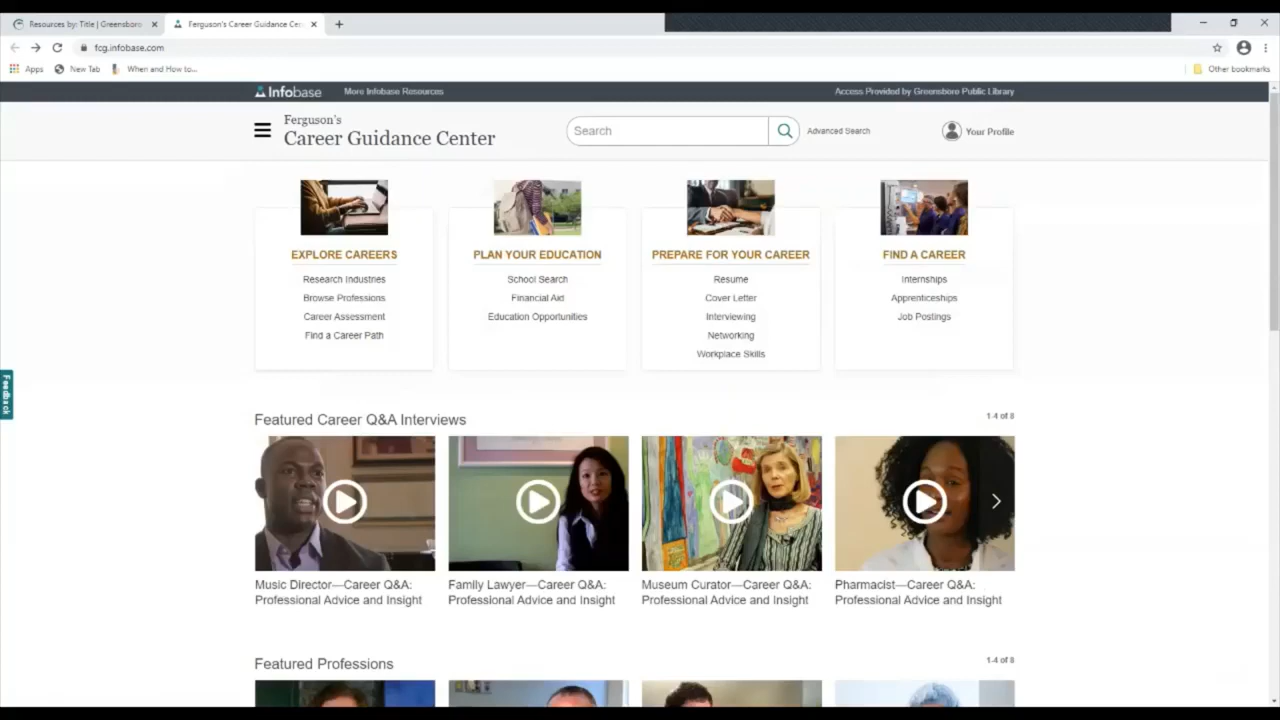 Resources by: Title | Greensboro
Ferguson's Career Guidance Cen
fcg.infobase.com
Apps
New Tab
When and How to...
Other bookmarks
Infobase
More Infobase Resources
Access Provided by Greensboro Public Library
Ferguson's
Career Guidance Center
Search
Advanced Search
Your Profile
EXPLORE CAREERS
Research Industries
Browse Professions
Career Assessment
Find a Career Path
PLAN YOUR EDUCATION
School Search
Financial Aid
Education Opportunities
PREPARE FOR YOUR CAREER
Resume
Cover Letter
Interviewing
Networking
Workplace Skills
FIND A CAREER
Internships
Apprenticeships
Job Postings
Feedback
Featured Career Q&A Interviews
1-4 of 8
Music Director—Career Q&A:
Professional Advice and Insight
Family Lawyer—Career Q&A:
Professional Advice and Insight
Museum Curator—Career Q&A:
Professional Advice and Insight
Pharmacist—Career Q&A:
Professional Advice and Insight
Featured Professions
1-4 of 8